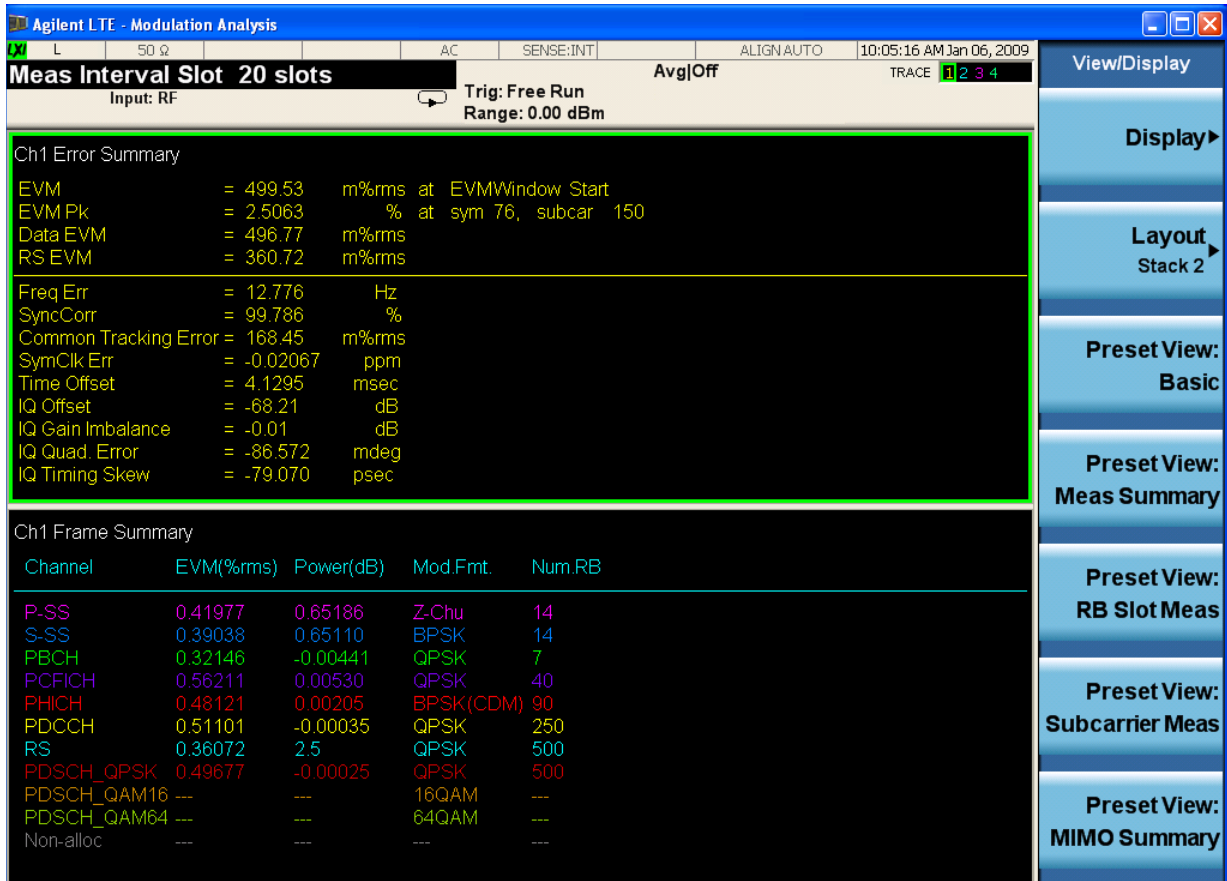 Agilent LTE - Modulation Analysis
LXI L 50 Ω AC SENSE:INT ALIGN AUTO 10:05:16 AM Jan 06, 2009
Meas Interval Slot 20 slots
Avg|Off
TRACE 1 2 3 4
Input: RF
Trig: Free Run
Range: 0.00 dBm
Ch1 Error Summary
EVM = 499.53 m%rms at EVMWindow Start
EVM Pk = 2.5063 % at sym 76, subcar 150
Data EVM = 496.77 m%rms
RS EVM = 360.72 m%rms
Freq Err = 12.776 Hz
SyncCorr = 99.786 %
Common Tracking Error = 168.45 m%rms
SymClk Err = -0.02067 ppm
Time Offset = 4.1295 msec
IQ Offset = -68.21 dB
IQ Gain Imbalance = -0.01 dB
IQ Quad. Error = -86.572 mdeg
IQ Timing Skew = -79.070 psec
Ch1 Frame Summary
Channel EVM(%rms) Power(dB) Mod.Fmt. Num.RB
P-SS 0.41977 0.65186 Z-Chu 14
S-SS 0.39038 0.65110 BPSK 14
PBCH 0.32146 -0.00441 QPSK 7
PCFICH 0.56211 0.00530 QPSK 40
PHICH 0.48121 0.00205 BPSK(CDM) 90
PDCCH 0.51101 -0.00035 QPSK 250
RS 0.36072 2.5 QPSK 500
PDSCH_QPSK 0.49677 -0.00025 QPSK 500
PDSCH_QAM16 --- --- 16QAM ---
PDSCH_QAM64 --- --- 64QAM ---
Non-alloc --- --- --- ---
View/Display
Display
Layout
Stack 2
Preset View:
Basic
Preset View:
Meas Summary
Preset View:
RB Slot Meas
Preset View:
Subcarrier Meas
Preset View:
MIMO Summary